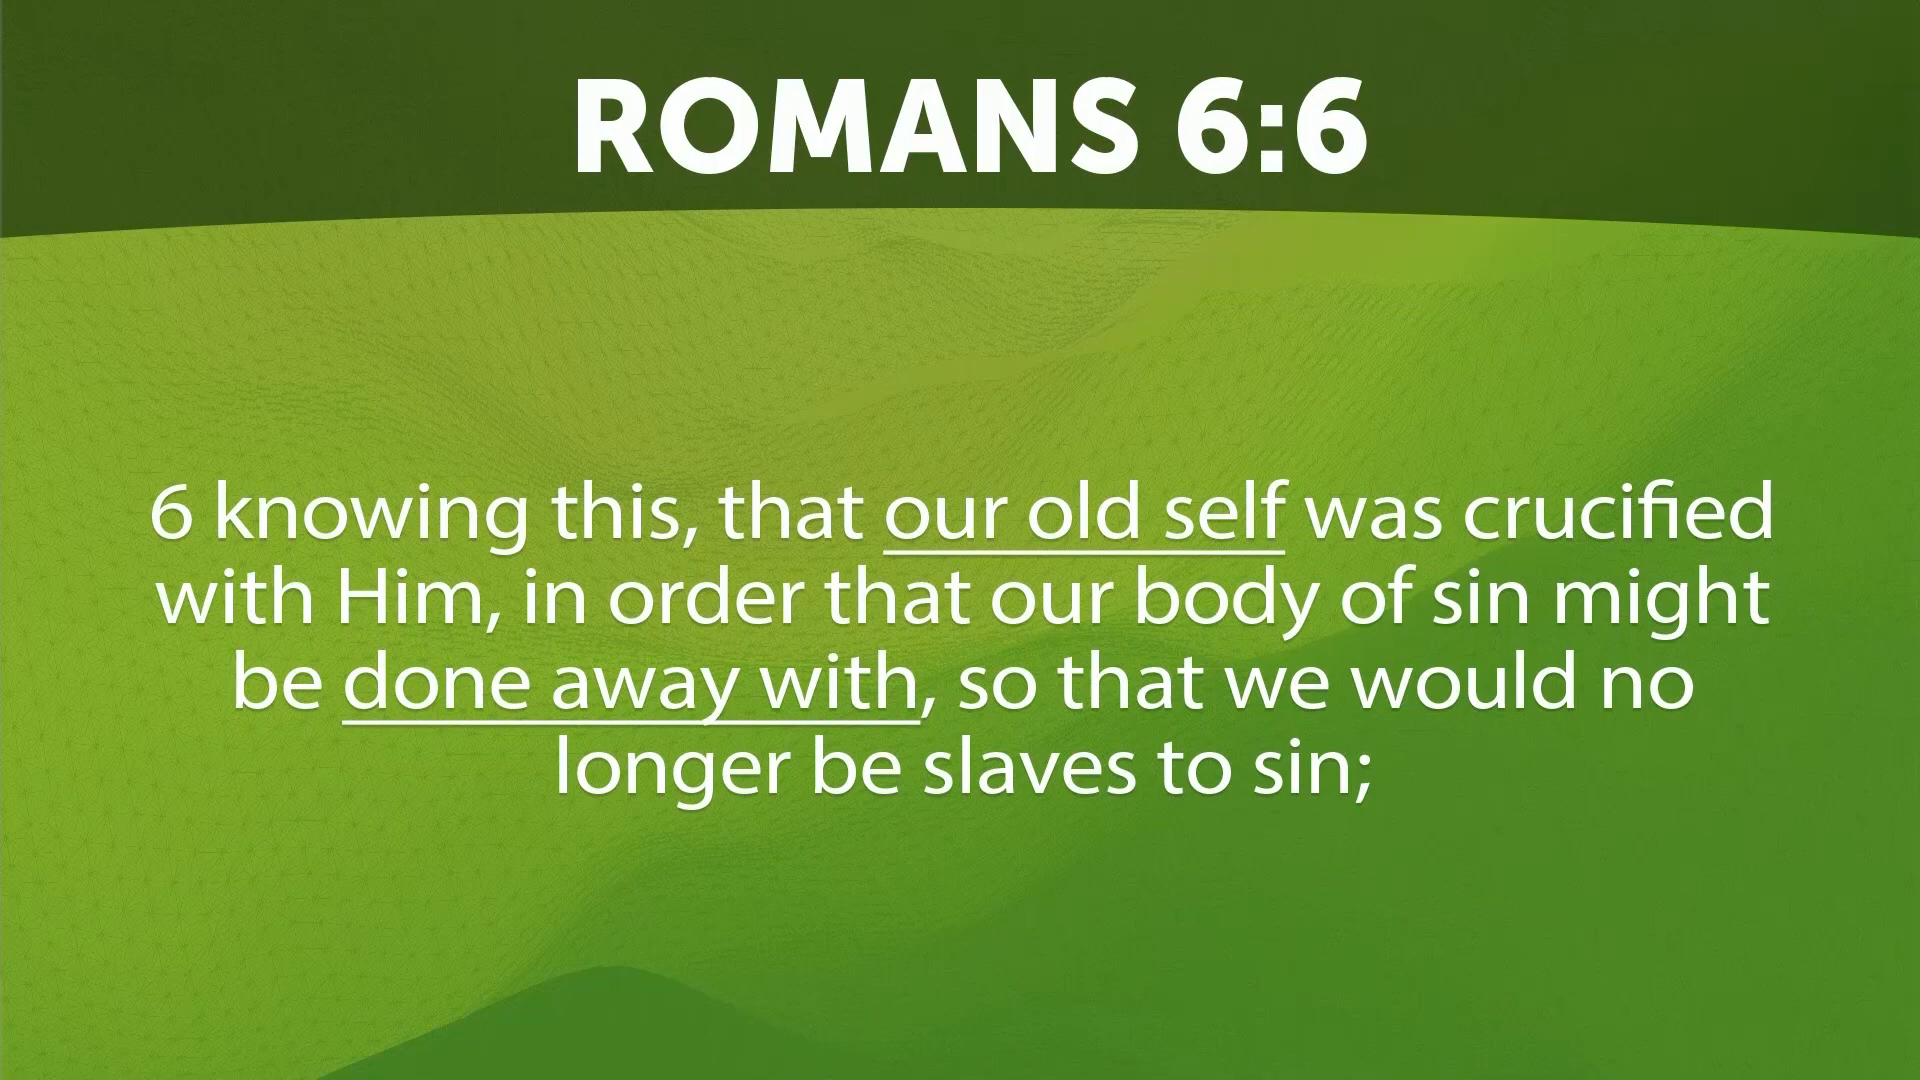 ROMANS 6:6
6 knowing this, that our old self was crucified
with Him, in order that our body of sin might
be done away with, so that we would no
longer be slaves to sin;